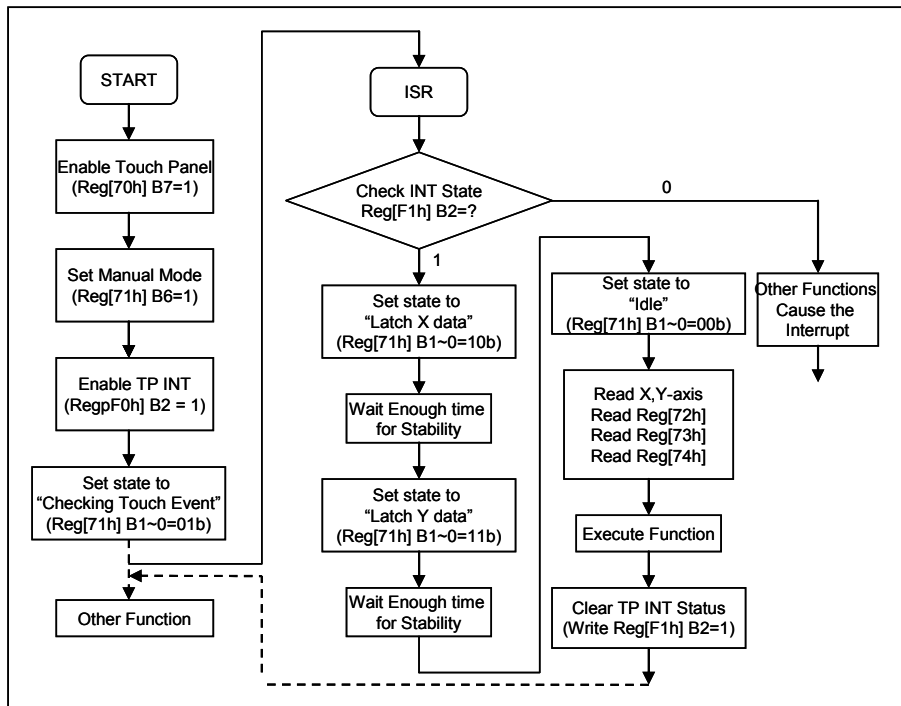 START
Enable Touch Panel
(Reg[70h] B7=1)
Set Manual Mode
(Reg[71h] B6=1)
Enable TP INT
(RegpF0h] B2 = 1)
Set state to
“Checking Touch Event”
(Reg[71h] B1~0=01b)
Other Function
ISR
Check INT State
Reg[F1h] B2=?
0
1
Set state to
“Latch X data”
(Reg[71h] B1~0=10b)
Wait Enough time
for Stability
Set state to
“Latch Y data”
(Reg[71h] B1~0=11b)
Wait Enough time
for Stability
Set state to
“Idle”
(Reg[71h] B1~0=00b)
Read X,Y-axis
Read Reg[72h]
Read Reg[73h]
Read Reg[74h]
Execute Function
Clear TP INT Status
(Write Reg[F1h] B2=1)
Other Functions
Cause the
Interrupt